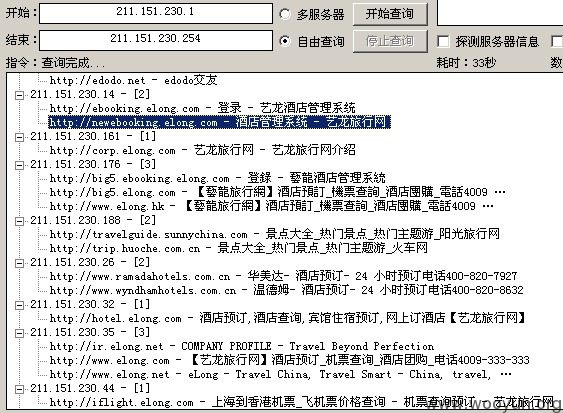 开始： 211.151.230.1 多服务器 开始查询
结束： 211.151.230.254 自由查询 停止查询 探测服务器信息
指令：查询完成... 耗时：33秒 数
http://edodo.net - edodo交友
211.151.230.14 - [2]
http://ebooking.elong.com - 登录 - 艺龙酒店管理系统
http://newebooking.elong.com - 酒店管理系统 - 艺龙旅行网
211.151.230.161 - [1]
http://corp.elong.com - 艺龙旅行网 - 艺龙旅行网介绍
211.151.230.176 - [3]
http://big5.ebooking.elong.com - 登錄 - 藝龍酒店管理系統
http://big5.elong.com - 【藝龍旅行網】酒店預訂_機票查詢_酒店團購_電話4009 …
http://www.elong.hk - 【藝龍旅行網】酒店預訂_機票查詢_酒店團購_電話4009 …
211.151.230.188 - [2]
http://travelguide.sunnychina.com - 景点大全_热门景点_热门主题游_阳光旅行网
http://trip.huoche.com.cn - 景点大全_热门景点_热门主题游_火车网
211.151.230.26 - [2]
http://www.ramadahotels.com.cn - 华美达- 酒店预订- 24 小时预订电话400-820-7927
http://www.wyndhamhotels.com.cn - 温德姆- 酒店预订- 24 小时预订电话400-820-8632
211.151.230.32 - [1]
http://hotel.elong.com - 酒店预订,酒店查询,宾馆住宿预订,网上订酒店【艺龙旅行网】
211.151.230.35 - [3]
http://ir.elong.net - COMPANY PROFILE - Travel Beyond Perfection
http://www.elong.com - 【艺龙旅行网】酒店预订_机票查询_酒店团购_电话4009-333-333
http://www.elong.net - eLong - Travel China, Travel Smart - China, travel, …
211.151.230.44 - [1]
http://iflight.elong.com - 上海到香港机票_飞机票价格查询 - 机票查询预订 - 艺龙旅行网
www.wooyun.org